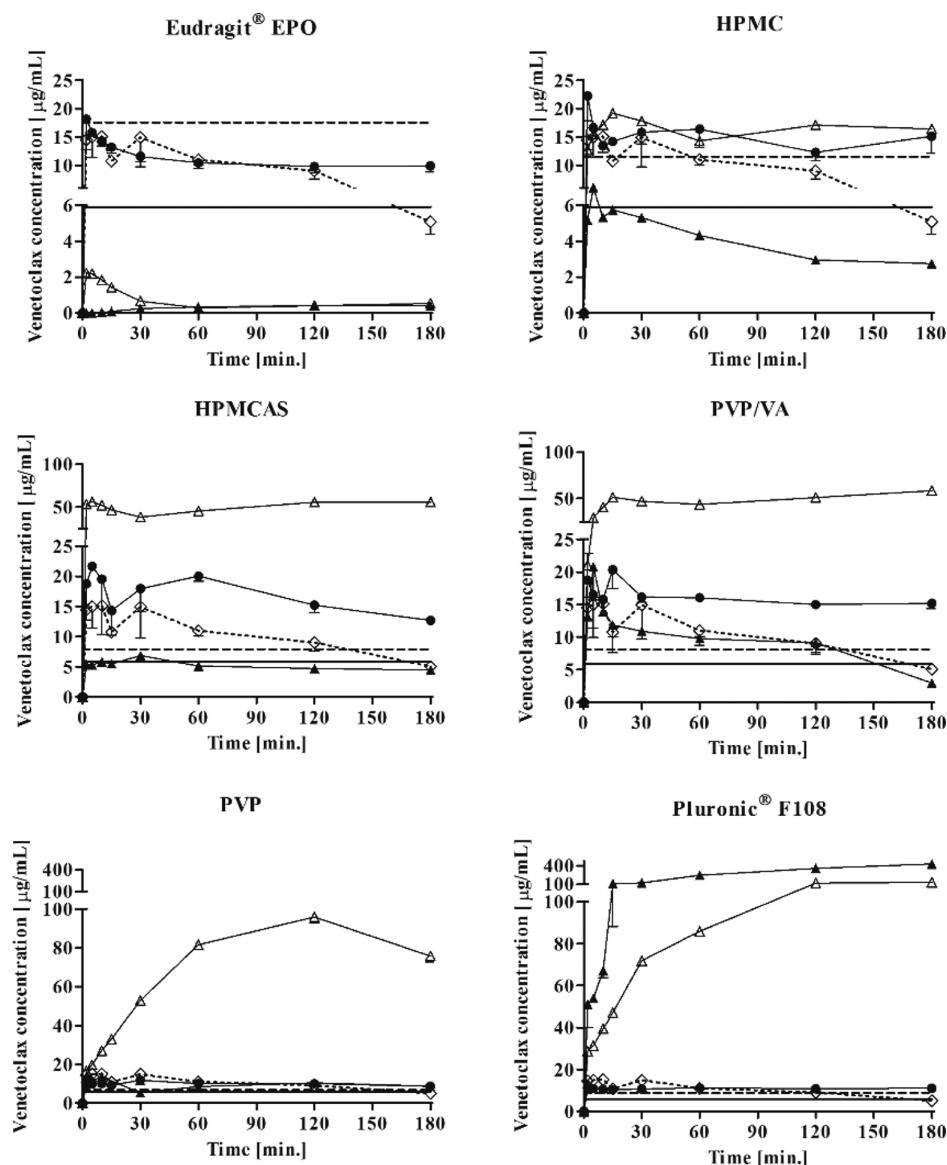 Eudragit® EPO
Venetoclax concentration [ µg/mL]
25
20
15
10
6
4
2
0
0 30 60 90 120 150 180
Time [min.]
HPMC
Venetoclax concentration [ µg/mL]
25
20
15
10
6
4
2
0
0 30 60 90 120 150 180
Time [min.]
HPMCAS
Venetoclax concentration [ µg/mL]
100
50
25
20
15
10
5
0
0 30 60 90 120 150 180
Time [min.]
PVP/VA
Venetoclax concentration [ µg/mL]
100
50
25
20
15
10
5
0
0 30 60 90 120 150 180
Time [min.]
PVP
Venetoclax concentration [ µg/mL]
400
100
100
80
60
40
20
0
0 30 60 90 120 150 180
Time [min.]
Pluronic® F108
Venetoclax concentration [ µg/mL]
400
100
100
80
60
40
20
0
0 30 60 90 120 150 180
Time [min.]